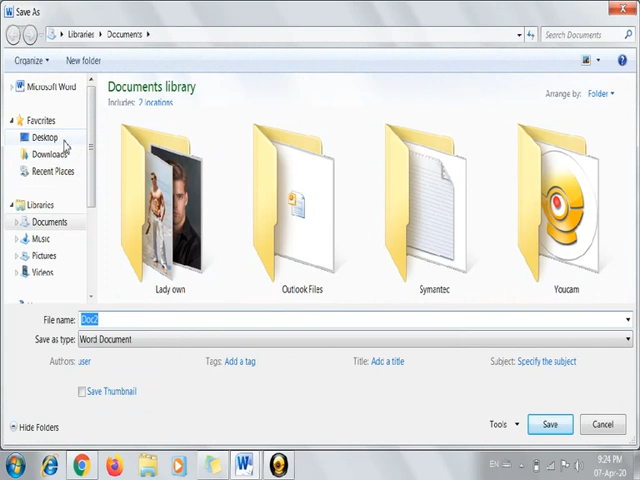 Save As
Libraries
Documents
Search Documents
Organize
New folder
Microsoft Word
Favorites
Desktop
Downloads
Recent Places
Libraries
Documents
Music
Pictures
Videos
Documents library
Includes: 2 locations
Arrange by: Folder
Lady own
Outlook Files
Symantec
Youcam
File name: Doc2
Save as type: Word Document
Authors: user
Tags: Add a tag
Title: Add a title
Subject: Specify the subject
Save Thumbnail
Hide Folders
Tools
Save
Cancel
EN
9:24 PM
07-Apr-20